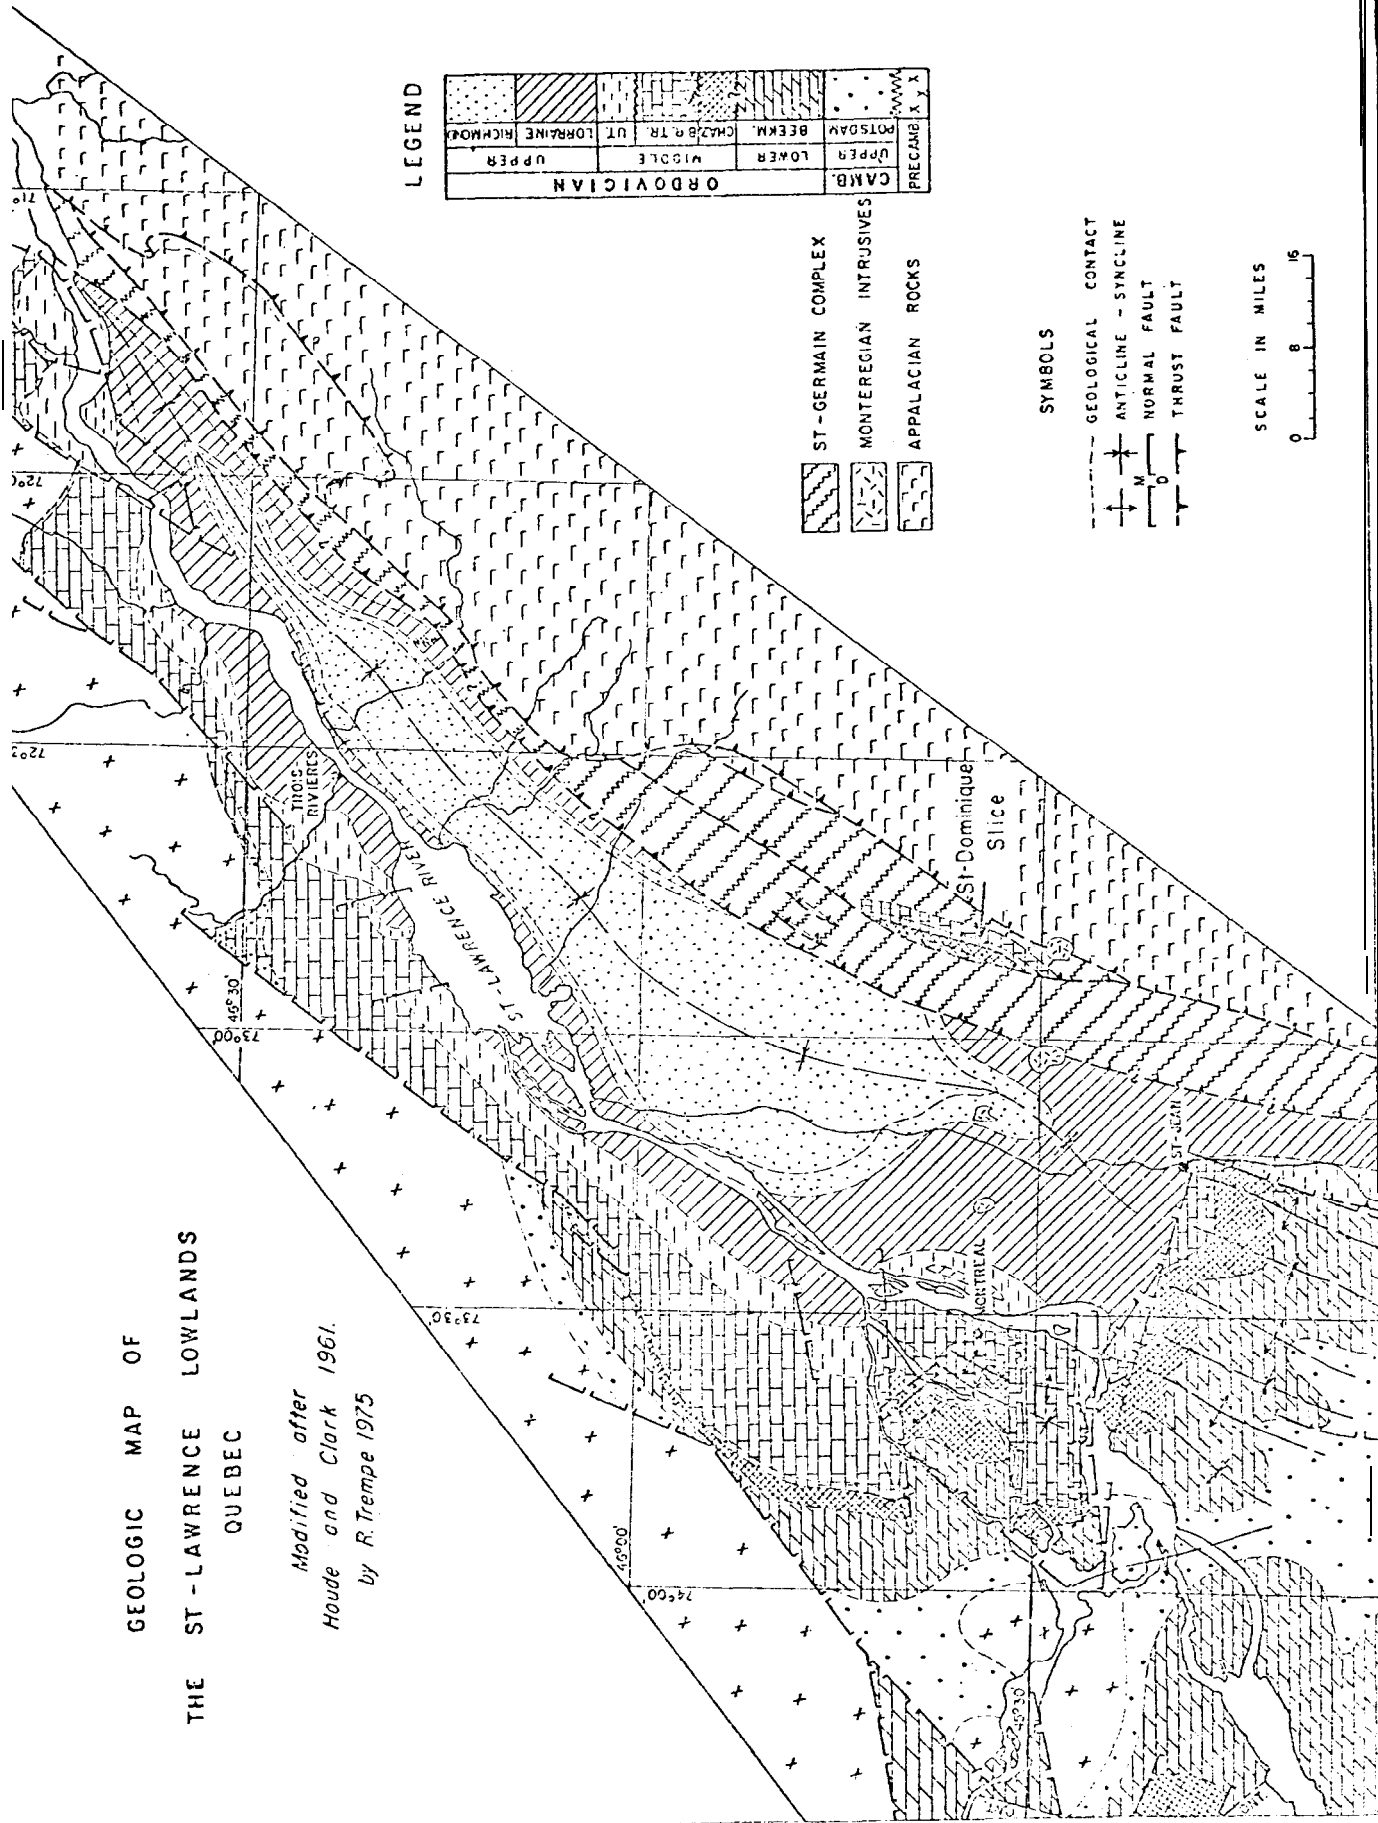 GEOLOGIC MAP OF
THE ST-LAWRENCE LOWLANDS
QUEBEC
Modified after
Houde and Clark 1961.
by R. Trempe 1975
LEGEND
ORDOVICIAN
CAMB.
PRECAMB.
UPPER
MIDDLE
LOWER
UPPER
RICHMOND
LORRAINE
UT.
TR.
B.R.
CHAZ.
BEEKM.
POTSDAM
ST-GERMAIN COMPLEX
MONTEREGIAN INTRUSIVES
APPALACIAN ROCKS
SYMBOLS
GEOLOGICAL CONTACT
ANTICLINE - SYNCLINE
M
D
NORMAL FAULT
THRUST FAULT
SCALE IN MILES
0 8 16
TROIS-
RIVIERES
ST-LAWRENCE RIVER
St-Dominique
Slice
ST-JEAN
MONTREAL
46°30'
73°00'
73°30'
46°00'
74°00'
45°30'